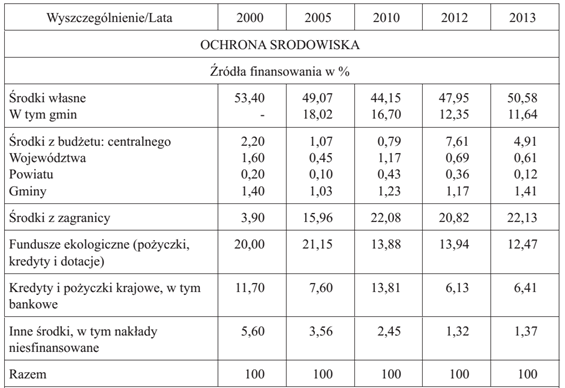 Wyszczególnienie/Lata 2000 2005 2010 2012 2013
OCHRONA SRODOWISKA
Źródła finansowania w %
Środki własne 53,40 49,07 44,15 47,95 50,58
W tym gmin - 18,02 16,70 12,35 11,64
Środki z budżetu: centralnego 2,20 1,07 0,79 7,61 4,91
Województwa 1,60 0,45 1,17 0,69 0,61
Powiatu 0,20 0,10 0,43 0,36 0,12
Gminy 1,40 1,03 1,23 1,17 1,41
Środki z zagranicy 3,90 15,96 22,08 20,82 22,13
Fundusze ekologiczne (pożyczki, 20,00 21,15 13,88 13,94 12,47
kredyty i dotacje)
Kredyty i pożyczki krajowe, w tym 11,70 7,60 13,81 6,13 6,41
bankowe
Inne środki, w tym nakłady 5,60 3,56 2,45 1,32 1,37
niesfinansowane
Razem 100 100 100 100 100